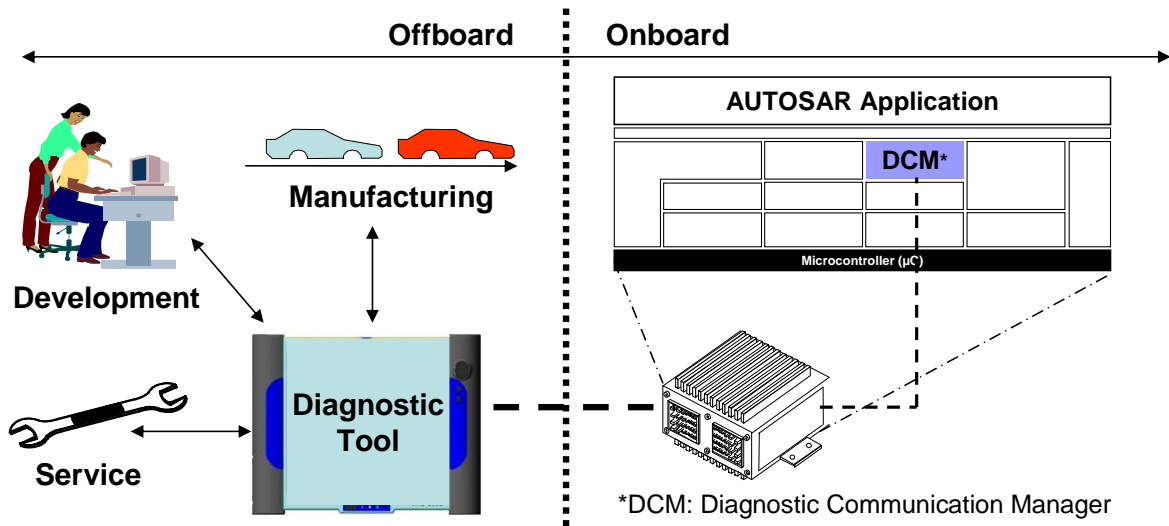 Offboard
Onboard
AUTOSAR Application
DCM*
Manufacturing
Microcontroller (µC)
Development
Diagnostic
Tool
Service
*DCM: Diagnostic Communication Manager